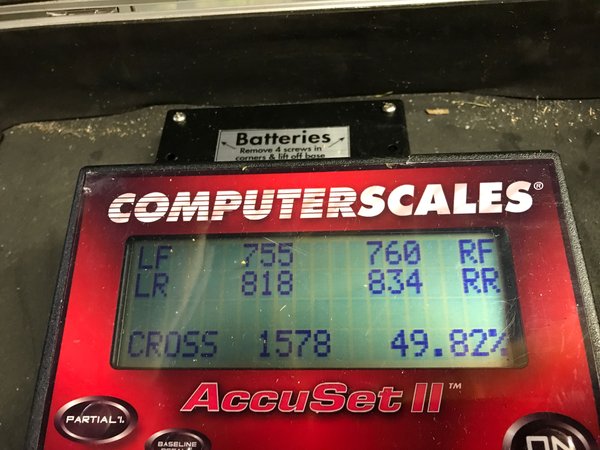 Batteries
Remove 4 screws in
corners & lift off base
COMPUTERSCALES®
LF 755 760 RF
LR 818 834 RR
CROSS 1578 49.82%
AccuSet II™
PARTIAL%
BASELINE
ON